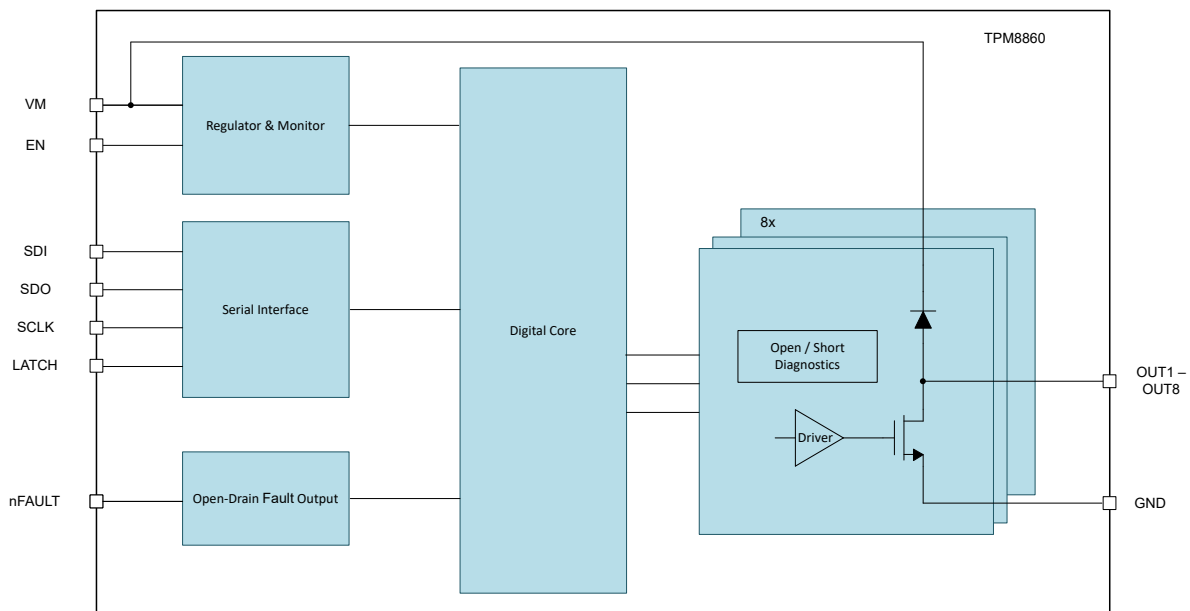 TPM8860
VM
EN
Regulator & Monitor
SDI
SDO
SCLK
LATCH
Serial Interface
nFAULT
Open-Drain Fault Output
Digital Core
8x
Open / Short
Diagnostics
Driver
OUT1 –
OUT8
GND